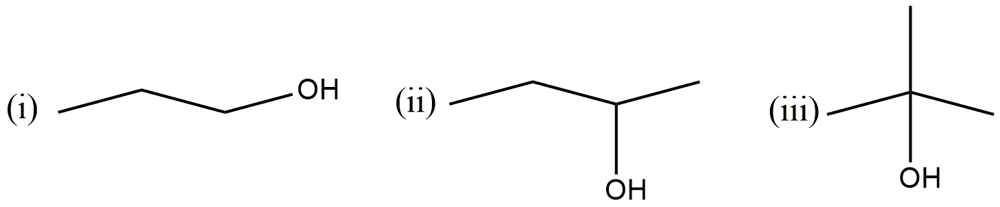 (i) OH
(ii) OH
(iii) OH